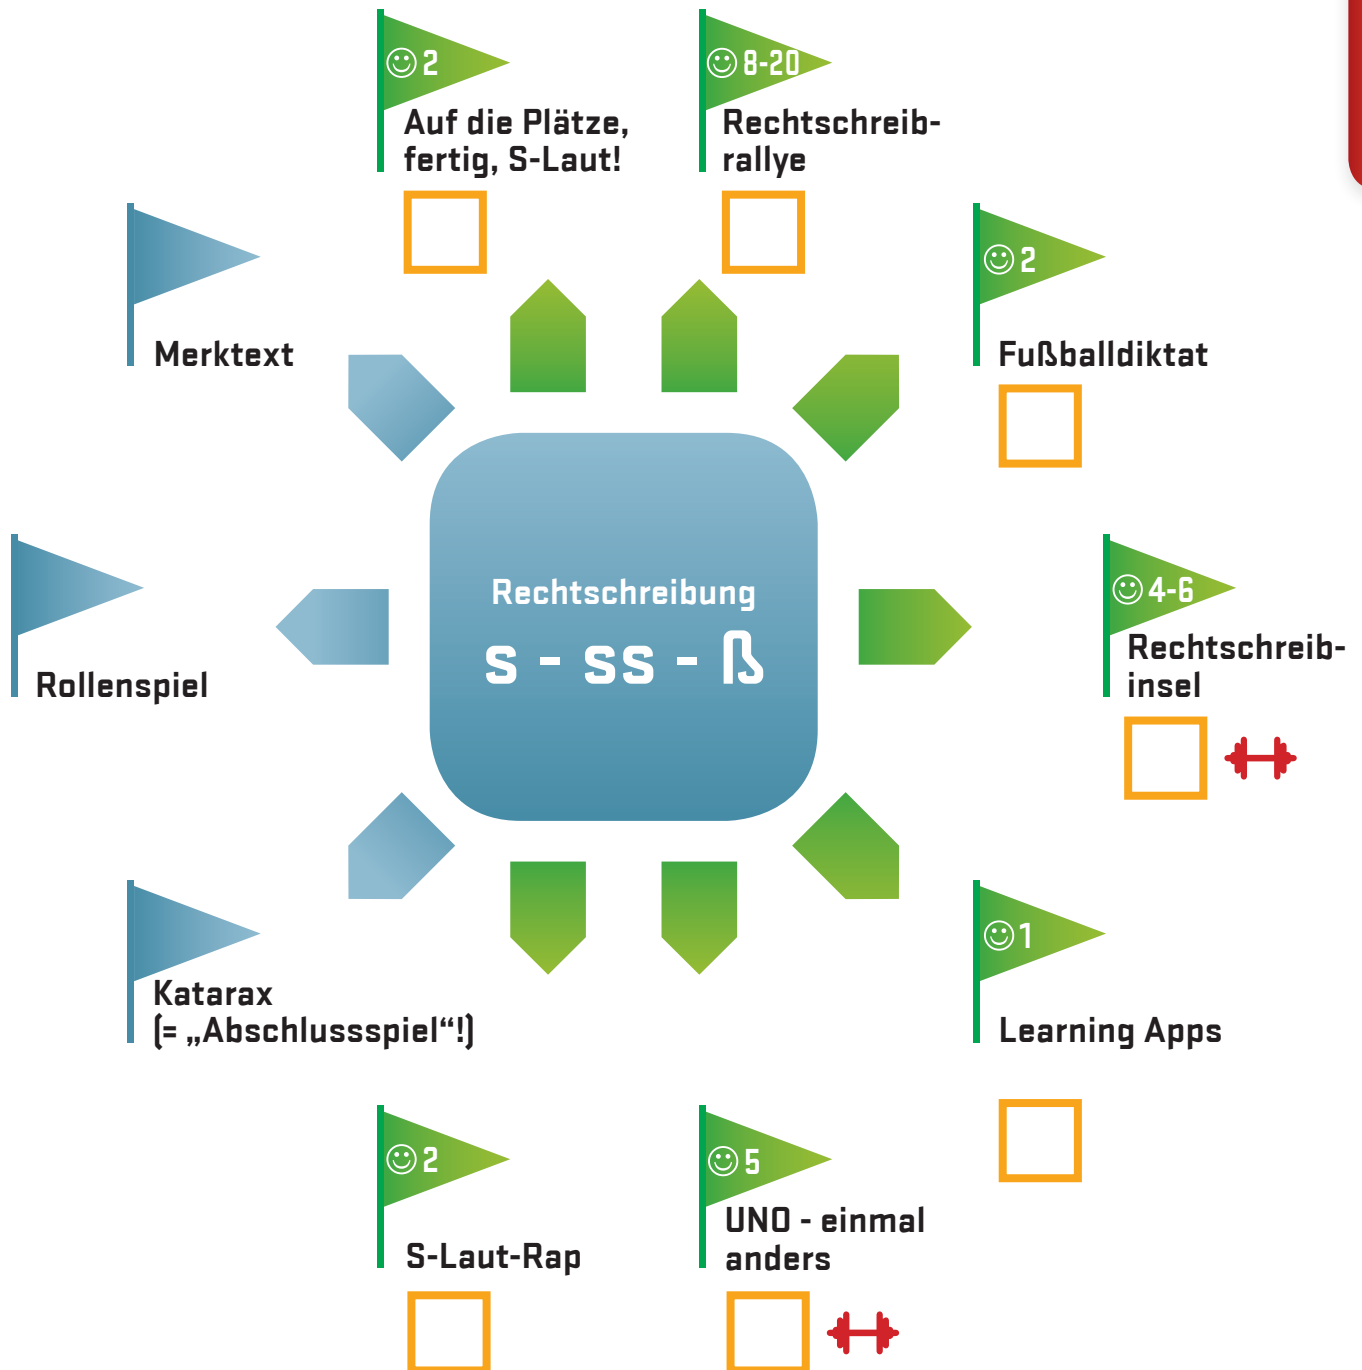 2
Auf die Plätze,
fertig, S-Laut!
8-20
Rechtschreib-
rallye
Merktext
2
Fußballdiktat
Rollenspiel
Rechtschreibung
s - ss - ß
4-6
Rechtschreib-
insel
Katarax
(= „Abschlussspiel“!)
1
Learning Apps
2
S-Laut-Rap
5
UNO - einmal
anders